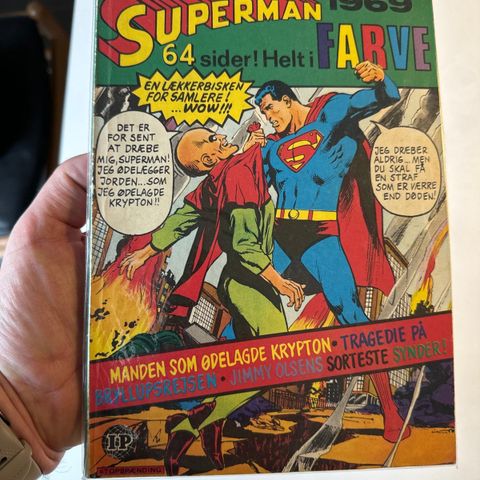 SUPERMAN 1969
64 sider! Helt i FARVE
EN LÆKKERBISKEN
FOR SAMLERE!
...WOW!!!
DET ER
FOR SENT
AT DRÆBE
MIG, SUPERMAN!
JEG ØDELÆGGER
JORDEN...SOM
JEG ØDELAGDE
KRYPTON!!
JEG DRÆBER
ALDRIG...MEN
DU SKAL FÅ
EN STRAF
SOM ER VÆRRE
END DØDEN!
MANDEN SOM ØDELAGDE KRYPTON • TRAGEDIE PÅ
BRYLLUPSREJSEN • JIMMY OLSENS SORTESTE SYNDER!
IP